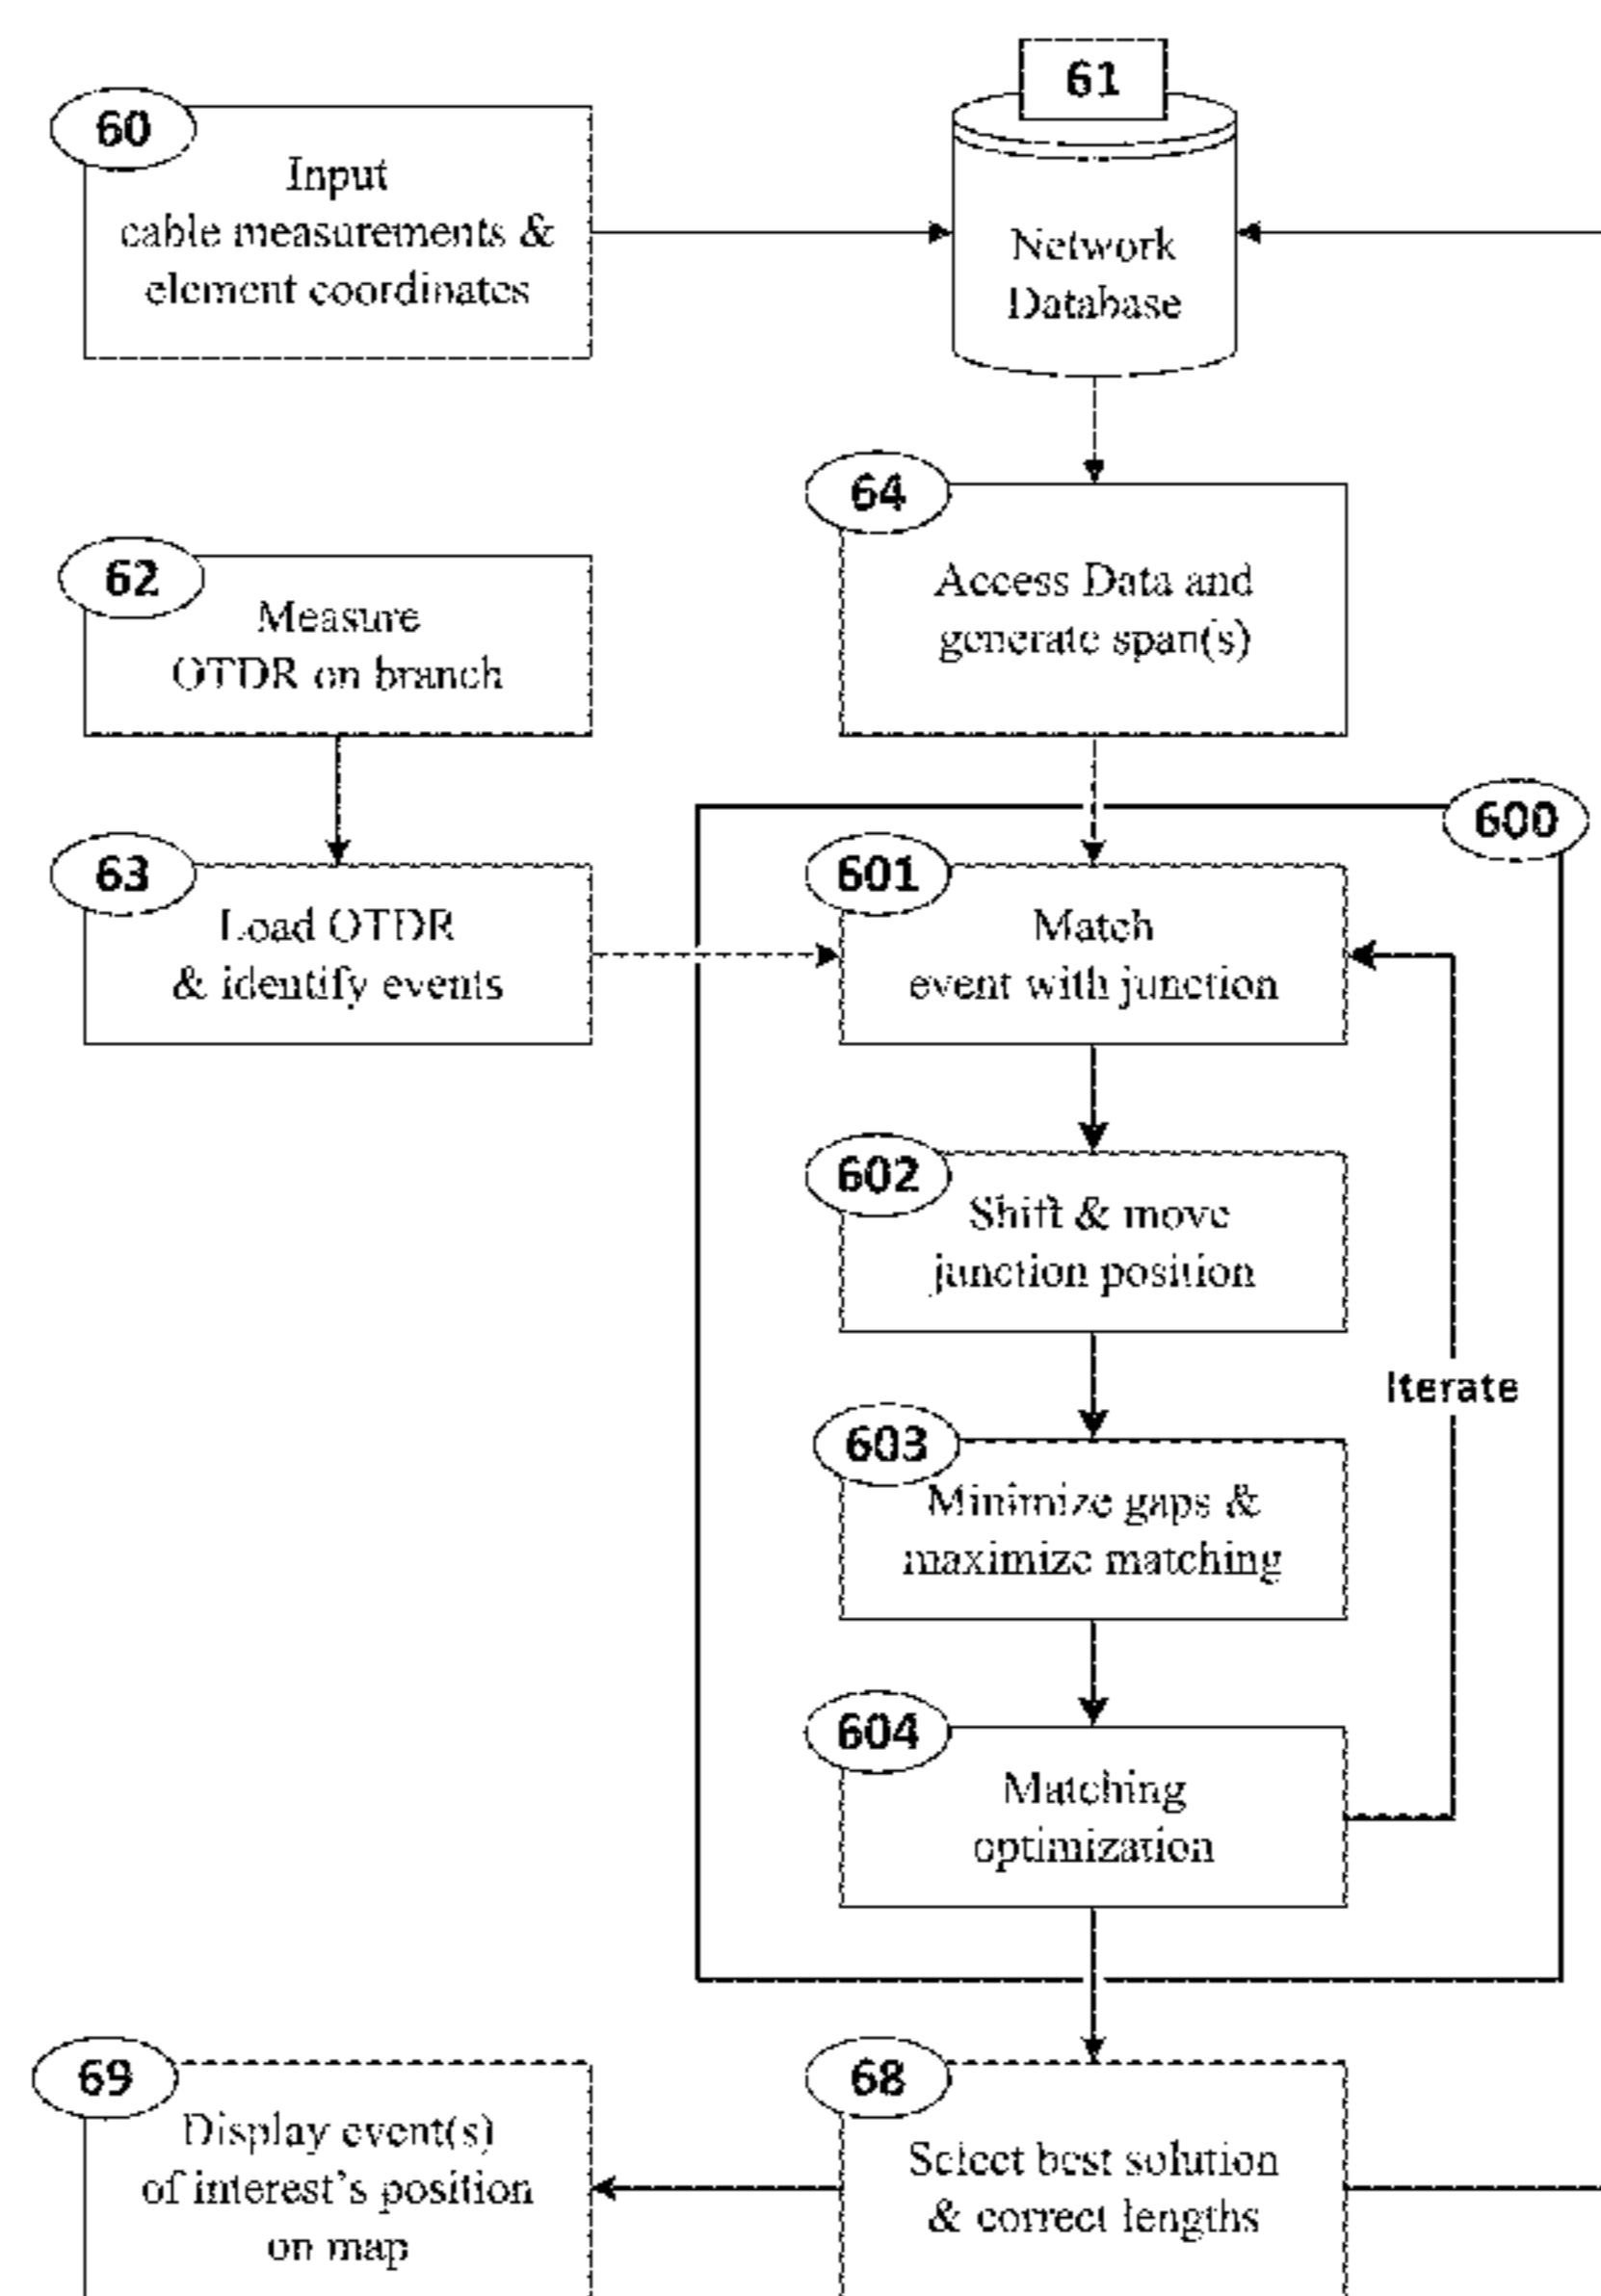 60
Input
cable measurements &
element coordinates
61
Network
Database
64
Access Data and
generate span(s)
62
Measure
OTDR on branch
63
Load OTDR
& identify events
600
601
Match
event with junction
602
Shift & move
junction position
Iterate
603
Minimize gaps &
maximize matching
604
Matching
optimization
69
Display event(s)
of interest's position
on map
68
Select best solution
& correct lengths